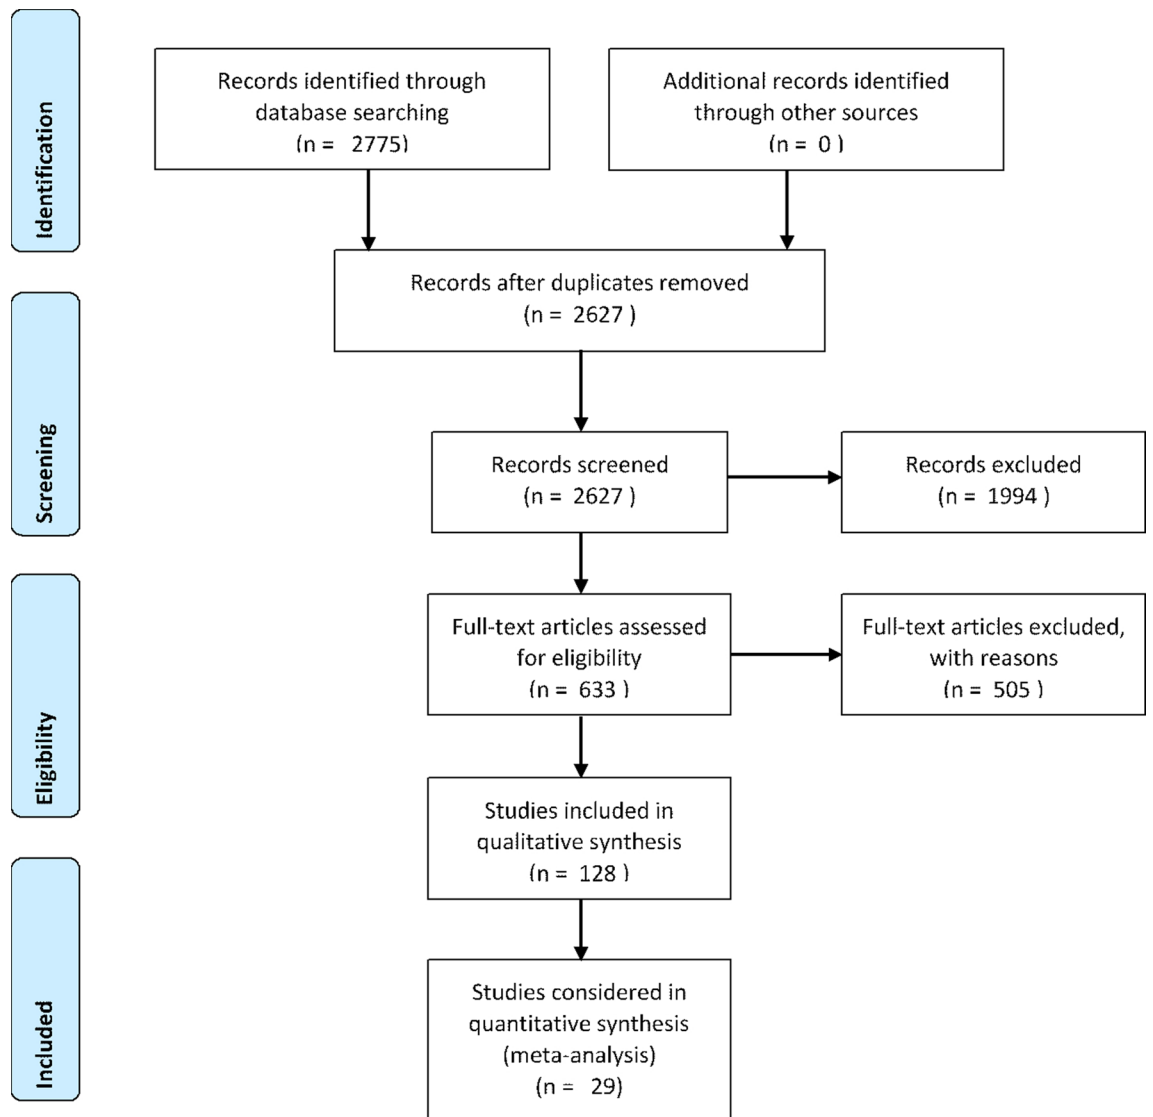 Identification
Records identified through
database searching
(n = 2775)
Additional records identified
through other sources
(n = 0 )
Records after duplicates removed
(n = 2627 )
Screening
Records screened
(n = 2627 )
Records excluded
(n = 1994 )
Eligibility
Full-text articles assessed
for eligibility
(n = 633 )
Full-text articles excluded,
with reasons
(n = 505 )
Studies included in
qualitative synthesis
(n = 128 )
Included
Studies considered in
quantitative synthesis
(meta-analysis)
(n = 29)